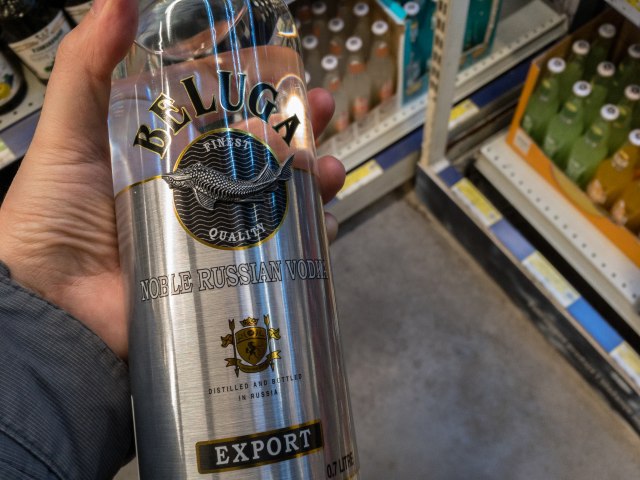 BELUGA
FINEST
QUALITY
NOBLE RUSSIAN VODKA
DISTILLED AND BOTTLED
IN RUSSIA
EXPORT
0,7 LITRE